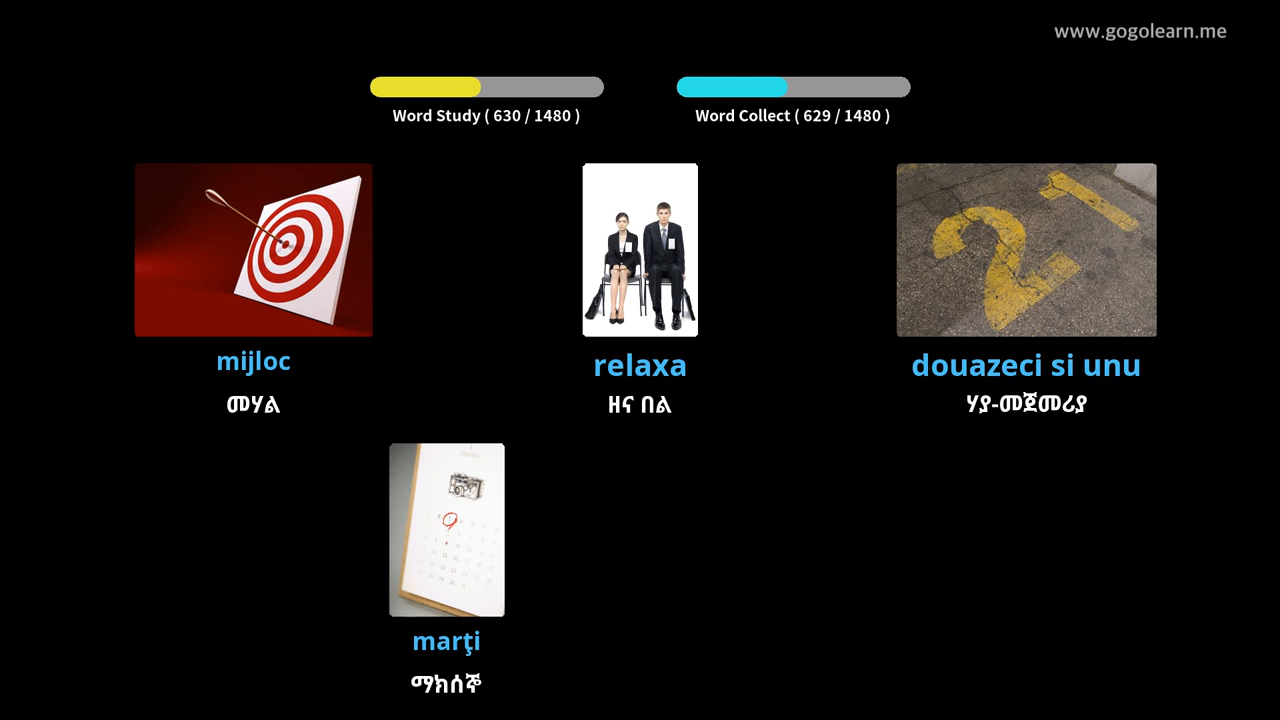 www.gogolearn.me
Word Study ( 630 / 1480 )
Word Collect ( 629 / 1480 )
21
mijloc
relaxa
douazeci si unu
መሃል
ዘና በል
ሃያ-መጀመሪያ
marţi
ማክሰኞ